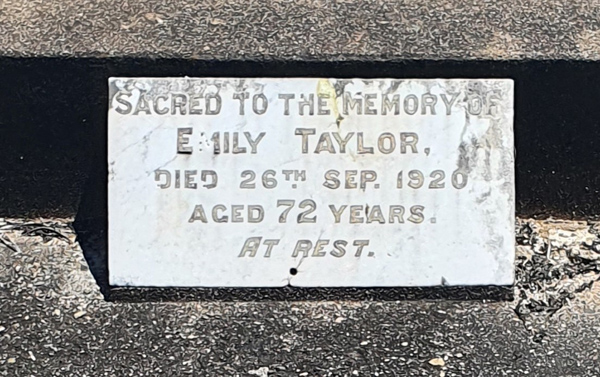 SACRED TO THE MEMORY OF
EMILY TAYLOR,
DIED 26TH SEP. 1920
AGED 72 YEARS.
AT REST.